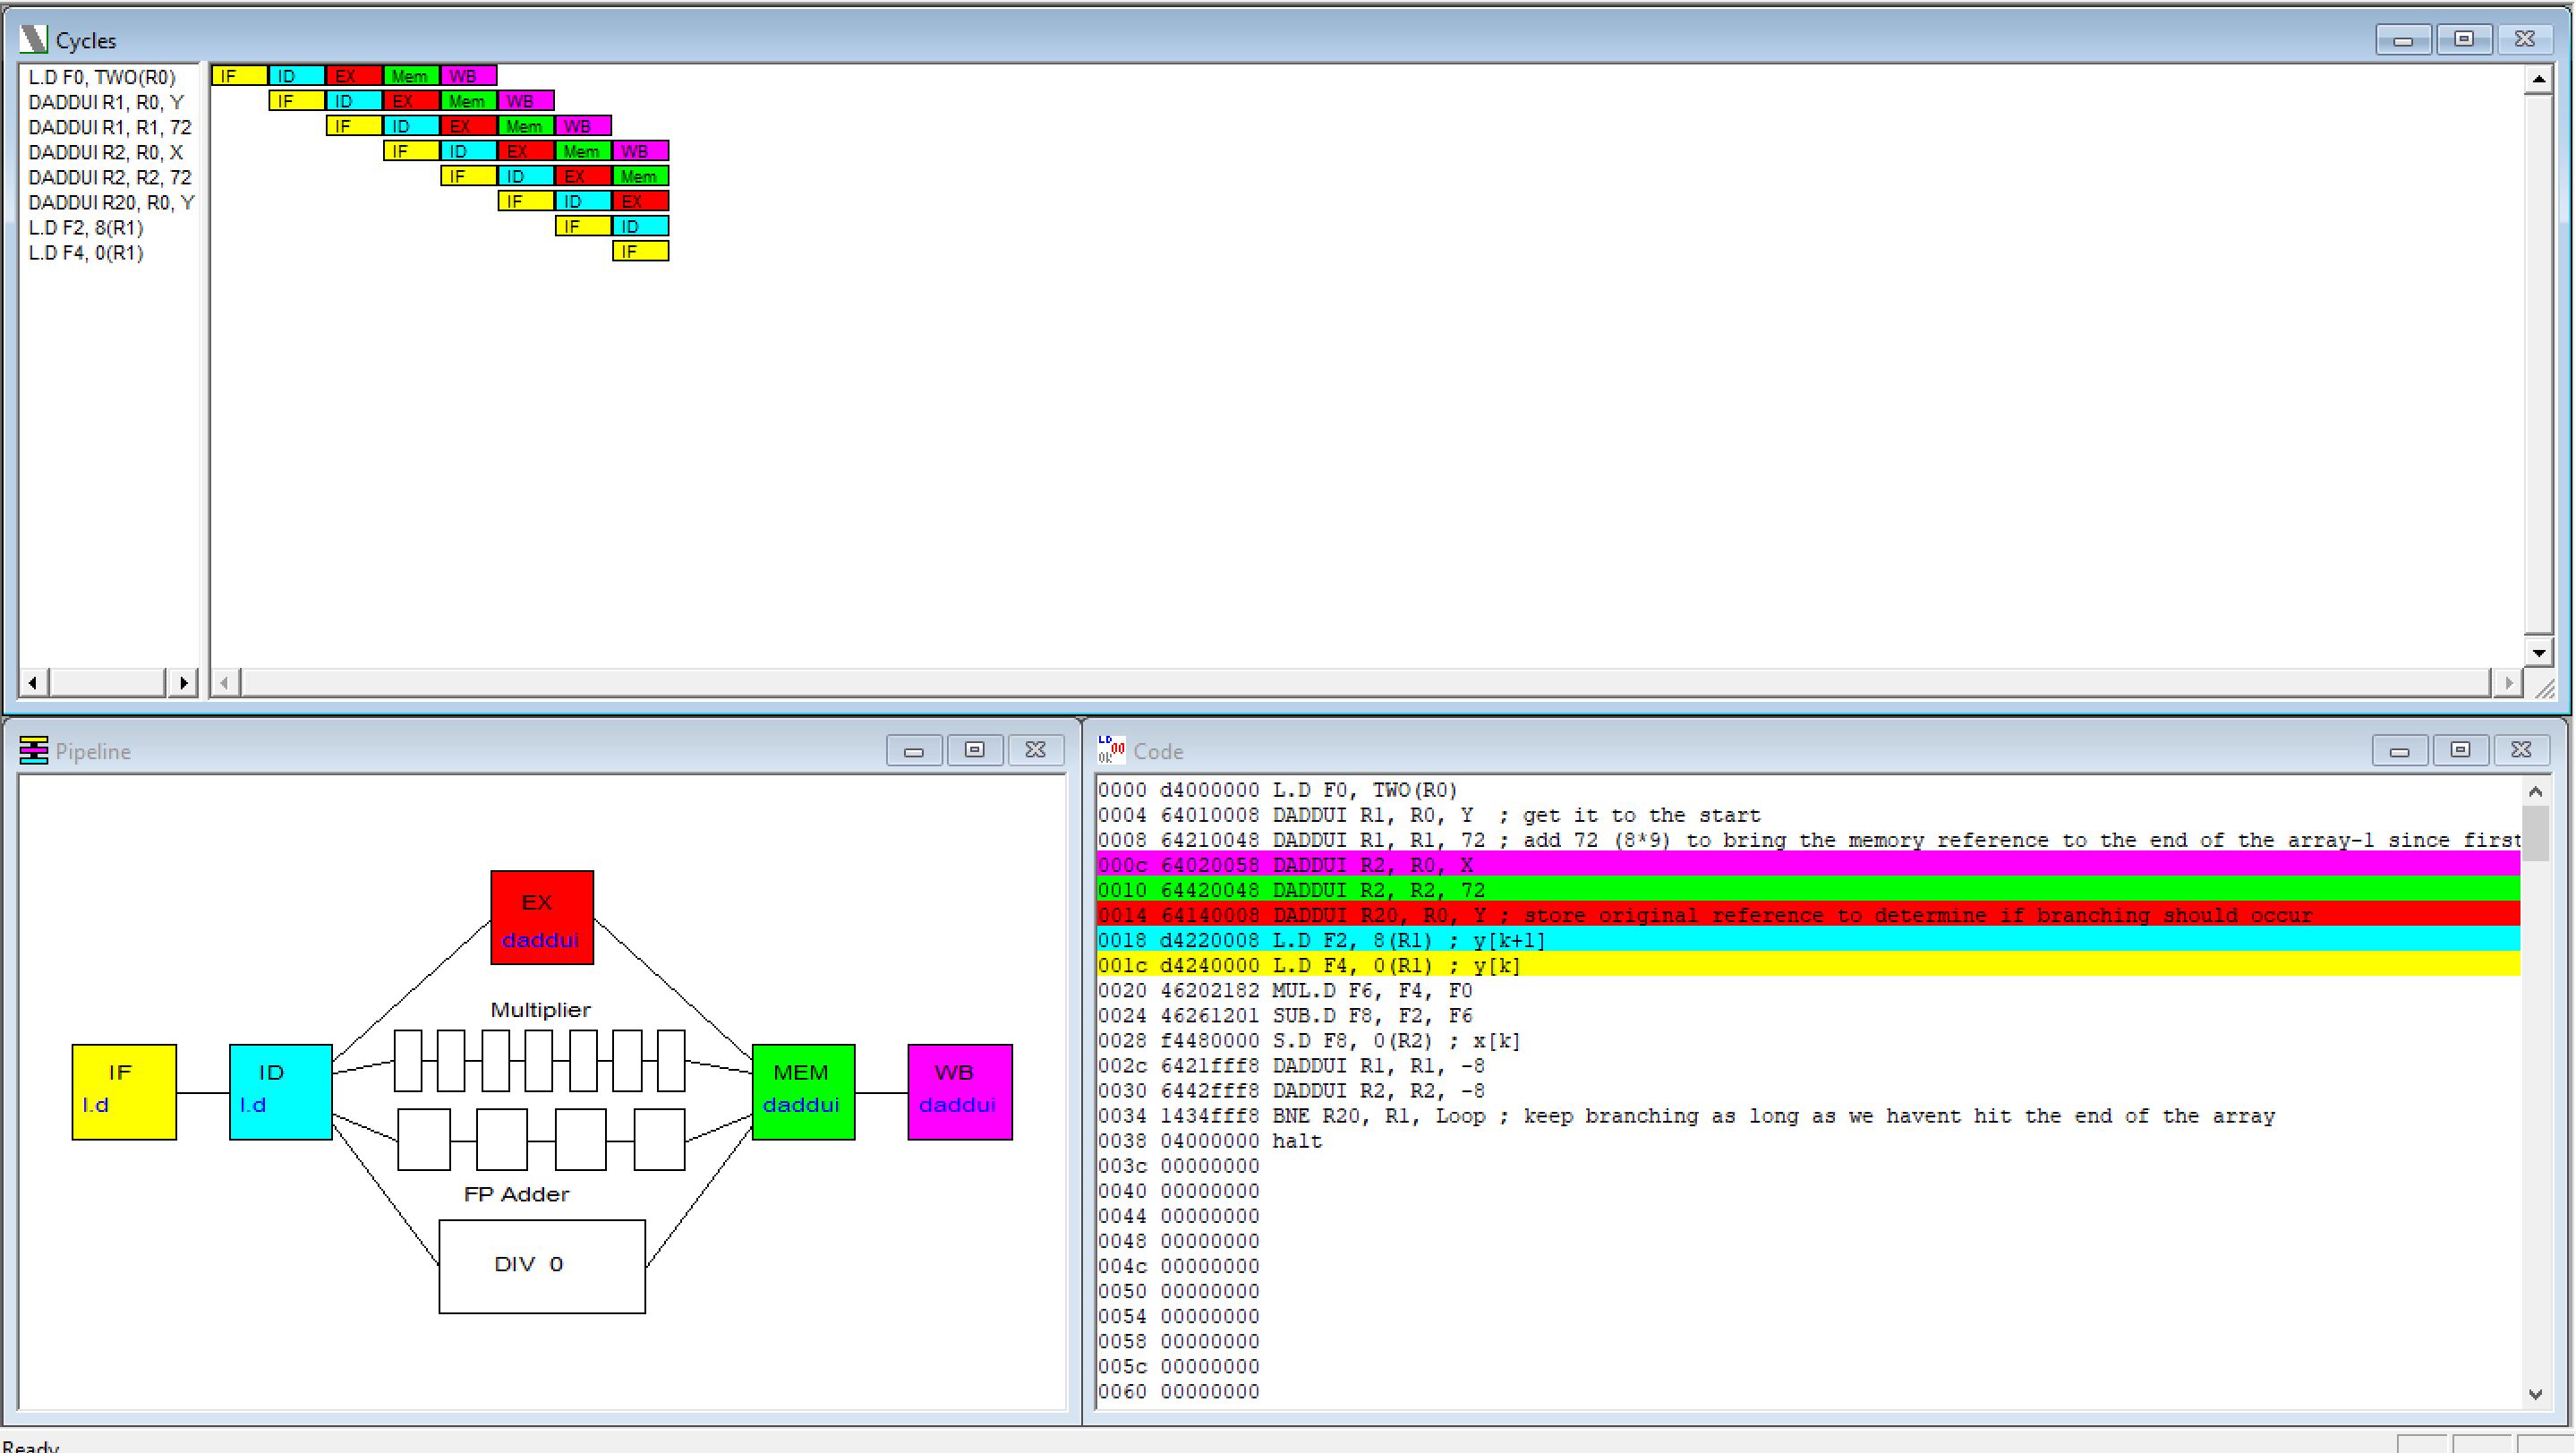 Cycles
L.D F0, TWO(R0)
IF ID EX Mem WB
DADDUI R1, R0, Y
IF ID EX Mem WB
DADDUI R1, R1, 72
IF ID EX Mem WB
DADDUI R2, R0, X
IF ID EX Mem WB
DADDUI R2, R2, 72
IF ID EX Mem
DADDUI R20, R0, Y
IF ID EX
L.D F2, 8(R1)
IF ID
L.D F4, 0(R1)
IF
Pipeline
EX
daddui
Multiplier
IF
l.d
ID
l.d
MEM
daddui
WB
daddui
FP Adder
DIV 0
Code
0000 d4000000 L.D F0, TWO(R0)
0004 64010008 DADDUI R1, R0, Y ; get it to the start
0008 64210048 DADDUI R1, R1, 72 ; add 72 (8*9) to bring the memory reference to the end of the array-1 since first
000c 64020058 DADDUI R2, R0, X
0010 64420048 DADDUI R2, R2, 72
0014 64140008 DADDUI R20, R0, Y ; store original reference to determine if branching should occur
0018 d4220008 L.D F2, 8(R1) ; y[k+1]
001c d4240000 L.D F4, 0(R1) ; y[k]
0020 46202182 MUL.D F6, F4, F0
0024 46261201 SUB.D F8, F2, F6
0028 f4480000 S.D F8, 0(R2) ; x[k]
002c 6421fff8 DADDUI R1, R1, -8
0030 6442fff8 DADDUI R2, R2, -8
0034 1434fff8 BNE R20, R1, Loop ; keep branching as long as we havent hit the end of the array
0038 04000000 halt
003c 00000000
0040 00000000
0044 00000000
0048 00000000
004c 00000000
0050 00000000
0054 00000000
0058 00000000
005c 00000000
0060 00000000
Ready